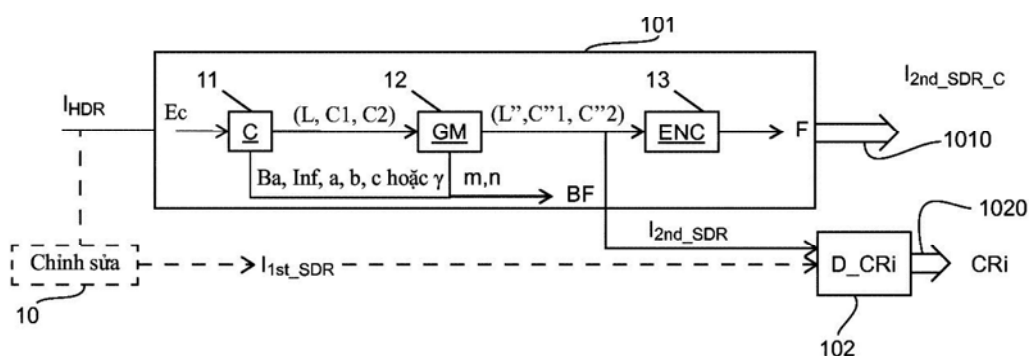 101
11
12
13
I2nd_SDR_C
IHDR
Ec
(L, C1, C2)
(L”,C”1, C”2)
C
GM
ENC
F
1010
Ba, Inf, a, b, c hoặc γ
m,n
BF
1020
I2nd_SDR
Chỉnh sửa
I1st_SDR
D_CRi
CRi
10
102